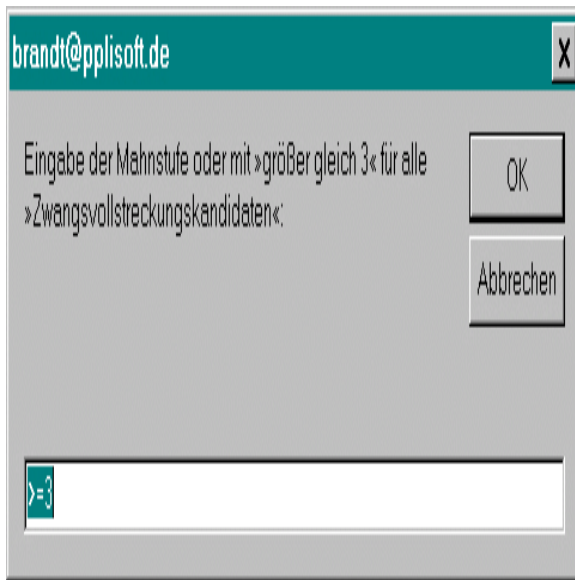 brandt@pplisoft.de
Eingabe der Mahnstufe oder mit »größer gleich 3« für alle
»Zwangsvollstreckungskandidaten«:
OK
Abbrechen
>=3